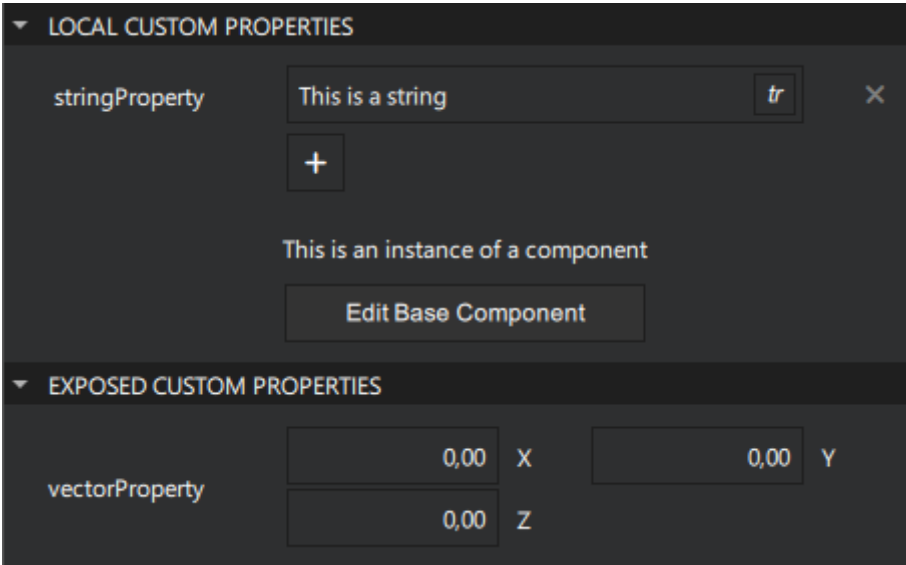 LOCAL CUSTOM PROPERTIES
stringProperty This is a string tr
+
This is an instance of a component
Edit Base Component
EXPOSED CUSTOM PROPERTIES
0,00 X 0,00 Y
vectorProperty
0,00 Z